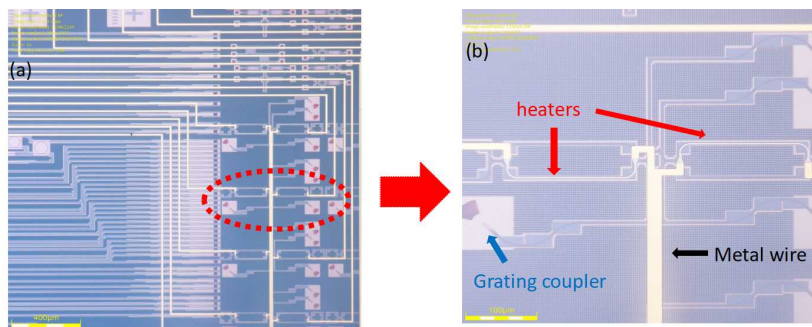 (a)
400μm
(b)
heaters
Grating coupler
Metal wire
100μm